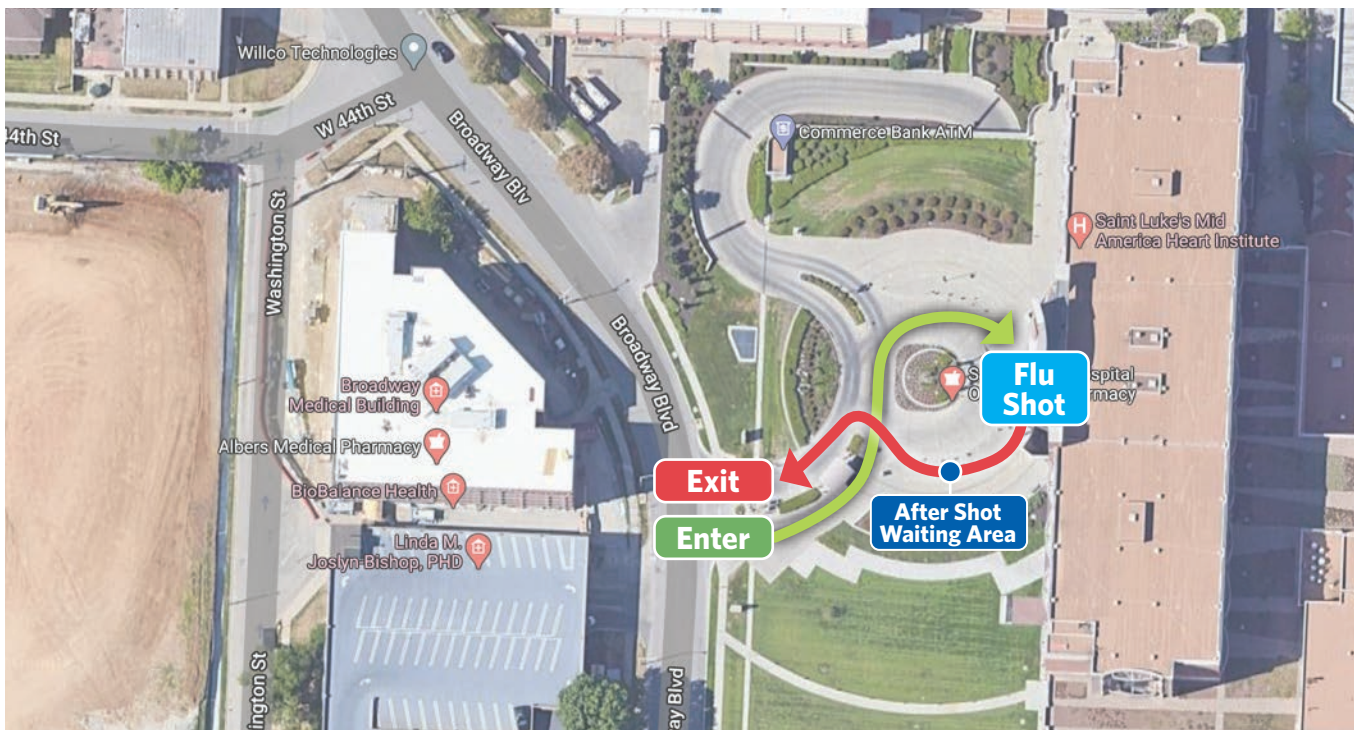 Willco Technologies
W 44th St
44th St
Broadway Blv
Commerce Bank ATM
Washington St
Saint Luke's Mid
America Heart Institute
Broadway Blvd
Flu
Shot
S
spital
O
macy
Broadway
Medical Building
Albers Medical Pharmacy
Exit
BioBalance Health
After Shot
Waiting Area
Enter
Linda M.
Joslyn-Bishop, PHD
ington St
ay Blvd
H